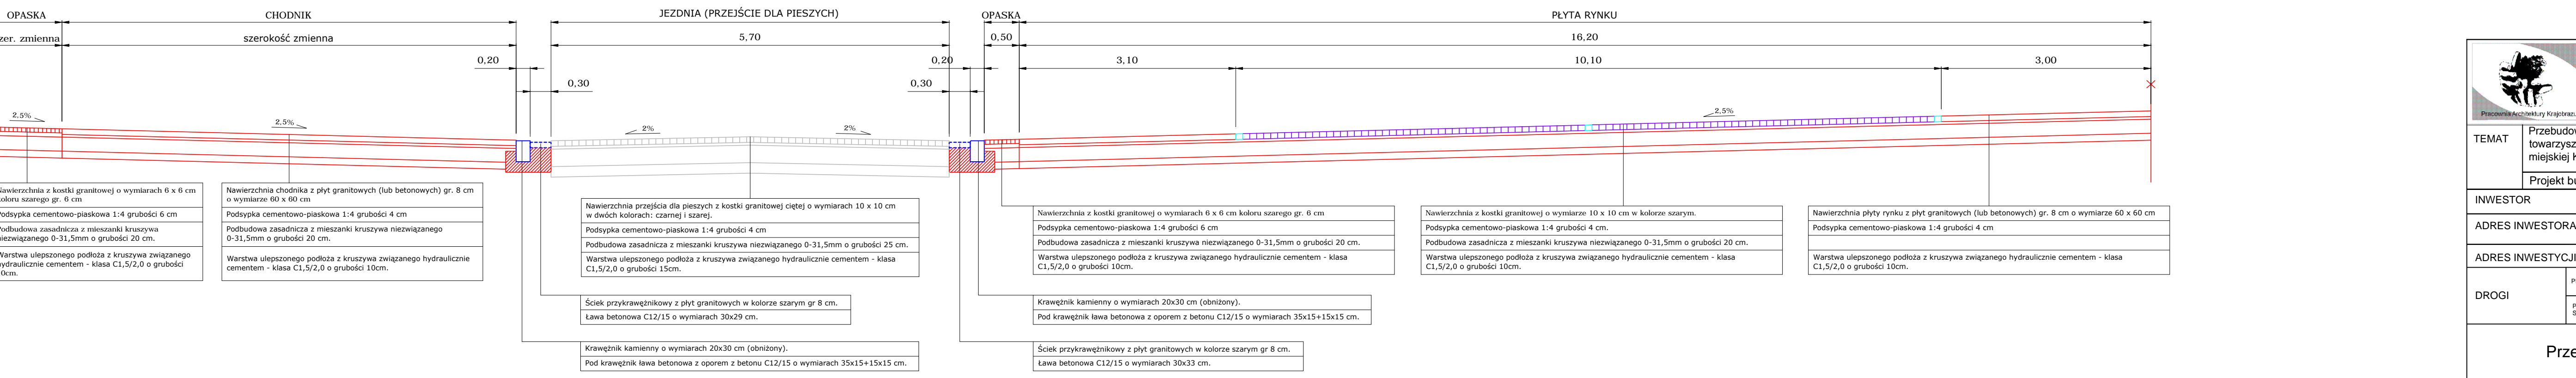 OPASKA
CHODNIK
JEZDNIA (PRZEJŚCIE DLA PIESZYCH)
OPASKA
PŁYTA RYNKU
zmienna
szerokość zmienna
5,70
0,50
16,20
0,20
0,20
3,10
10,10
3,00
0,30
0,30
2,5%
2,5%
2%
2%
2,5%
Nawierzchnia z kostki granitowej o wymiarach 6 x 6 cm
koloru szarego gr. 6 cm
Podsypka cementowo-piaskowa 1:4 grubości 6 cm
Podbudowa zasadnicza z mieszanki kruszywa
niezwiązanego 0-31,5mm o grubości 20 cm.
Warstwa ulepszonego podłoża z kruszywa związanego
hydraulicznie cementem - klasa C1,5/2,0 o grubości
0cm.
Nawierzchnia chodnika z płyt granitowych (lub betonowych) gr. 8 cm
o wymiarze 60 x 60 cm
Podsypka cementowo-piaskowa 1:4 grubości 4 cm
Podbudowa zasadnicza z mieszanki kruszywa niezwiązanego
0-31,5mm o grubości 20 cm.
Warstwa ulepszonego podłoża z kruszywa związanego hydraulicznie
cementem - klasa C1,5/2,0 o grubości 10cm.
Nawierzchnia przejścia dla pieszych z kostki granitowej ciętej o wymiarach 10 x 10 cm
w dwóch kolorach: czarnej i szarej.
Podsypka cementowo-piaskowa 1:4 grubości 4 cm
Podbudowa zasadnicza z mieszanki kruszywa niezwiązanego 0-31,5mm o grubości 25 cm.
Warstwa ulepszonego podłoża z kruszywa związanego hydraulicznie cementem - klasa
C1,5/2,0 o grubości 15cm.
Ściek przykrawężnikowy z płyt granitowych w kolorze szarym gr 8 cm.
Ława betonowa C12/15 o wymiarach 30x29 cm.
Krawężnik kamienny o wymiarach 20x30 cm (obniżony).
Pod krawężnik ława betonowa z oporem z betonu C12/15 o wymiarach 35x15+15x15 cm.
Nawierzchnia z kostki granitowej o wymiarach 6 x 6 cm koloru szarego gr. 6 cm
Podsypka cementowo-piaskowa 1:4 grubości 6 cm
Podbudowa zasadnicza z mieszanki kruszywa niezwiązanego 0-31,5mm o grubości 20 cm.
Warstwa ulepszonego podłoża z kruszywa związanego hydraulicznie cementem - klasa
C1,5/2,0 o grubości 10cm.
Krawężnik kamienny o wymiarach 20x30 cm (obniżony).
Pod krawężnik ława betonowa z oporem z betonu C12/15 o wymiarach 35x15+15x15 cm.
Ściek przykrawężnikowy z płyt granitowych w kolorze szarym gr 8 cm.
Ława betonowa C12/15 o wymiarach 30x33 cm.
Nawierzchnia z kostki granitowej o wymiarze 10 x 10 cm w kolorze szarym.
Podsypka cementowo-piaskowa 1:4 grubości 4 cm.
Podbudowa zasadnicza z mieszanki kruszywa niezwiązanego 0-31,5mm o grubości 20 cm.
Warstwa ulepszonego podłoża z kruszywa związanego hydraulicznie cementem - klasa
C1,5/2,0 o grubości 10cm.
Nawierzchnia płyty rynku z płyt granitowych (lub betonowych) gr. 8 cm o wymiarze 60 x 60 cm
Podsypka cementowo-piaskowa 1:4 grubości 4 cm
Warstwa ulepszonego podłoża z kruszywa związanego hydraulicznie cementem - klasa
C1,5/2,0 o grubości 10cm.
Pracownia Architektury Krajobraz
TEMAT
Przebudow
towarzysz
miejskiej K
Projekt bu
INWESTOR
ADRES INWESTORA
ADRES INWESTYCJI
DROGI
P
P
S
Prze